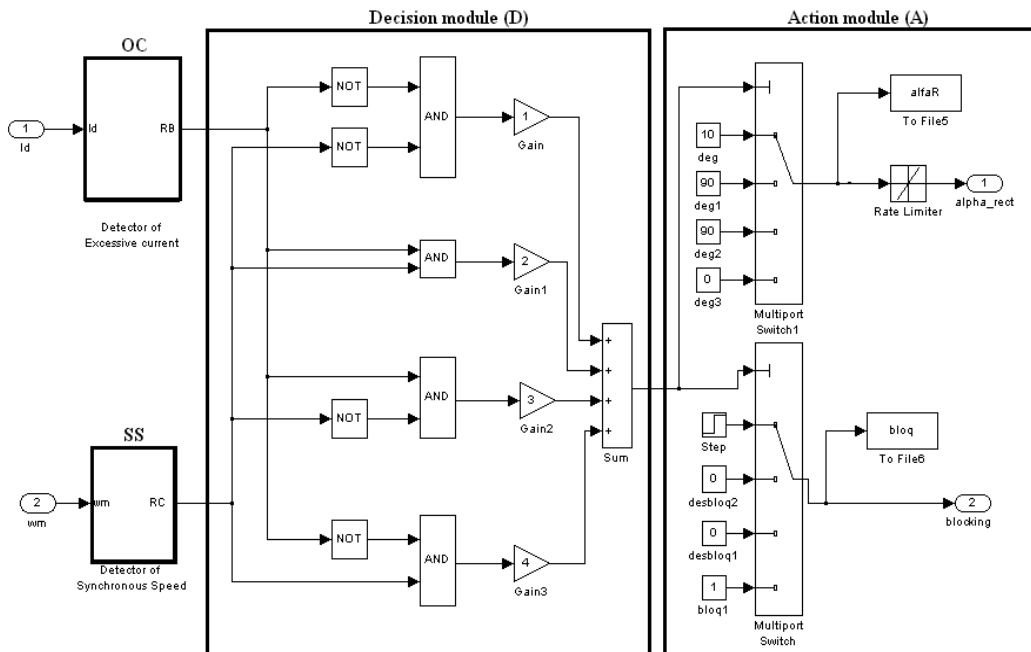 Decision module (D)
Action module (A)
OC
1
Id
Id
RB
Detector of
Excessive current
SS
2
wm
wm
RC
Detector of
Synchronous Speed
NOT
NOT
AND
1
Gain
AND
2
Gain1
NOT
AND
3
Gain2
NOT
AND
4
Gain3
+
+
+
+
Sum
10
deg
90
deg1
90
deg2
0
deg3
Multiport
Switch1
alfaR
To File5
Rate Limiter
1
alpha_rect
Step
0
desbloq2
0
desbloq1
1
bloq1
Multiport
Switch
bloq
To File6
2
blocking